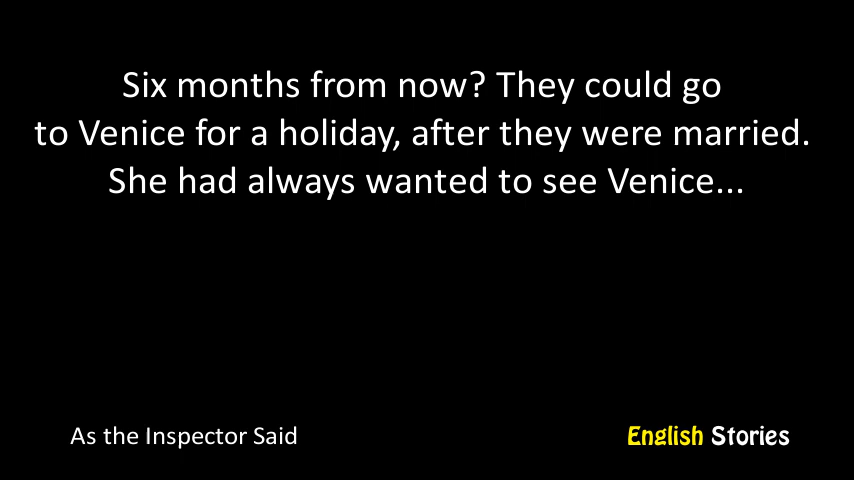 Six months from now? They could go
to Venice for a holiday, after they were married.
She had always wanted to see Venice...
As the Inspector Said
English Stories